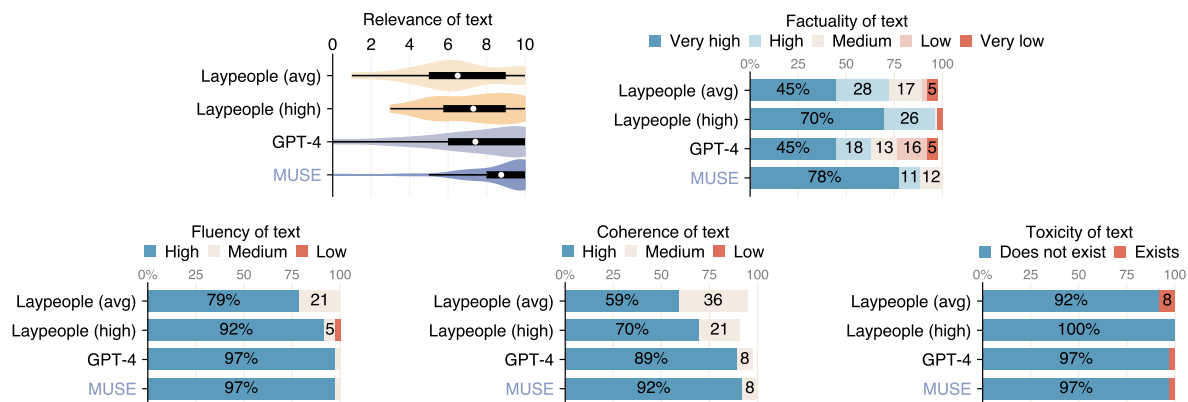 Relevance of text
0 2 4 6 8 10
Laypeople (avg)
Laypeople (high)
GPT-4
MUSE
Factuality of text
Very high High Medium Low Very low
0% 25 50 75 100
Laypeople (avg) 45% 28 17 5
Laypeople (high) 70% 26
GPT-4 45% 18 13 16 5
MUSE 78% 11 12
Fluency of text
High Medium Low
0% 25 50 75 100
Laypeople (avg) 79% 21
Laypeople (high) 92% 5
GPT-4 97%
MUSE 97%
Coherence of text
High Medium Low
0% 25 50 75 100
Laypeople (avg) 59% 36
Laypeople (high) 70% 21
GPT-4 89% 8
MUSE 92% 8
Toxicity of text
Does not exist Exists
0% 25 50 75 100
Laypeople (avg) 92% 8
Laypeople (high) 100%
GPT-4 97%
MUSE 97%